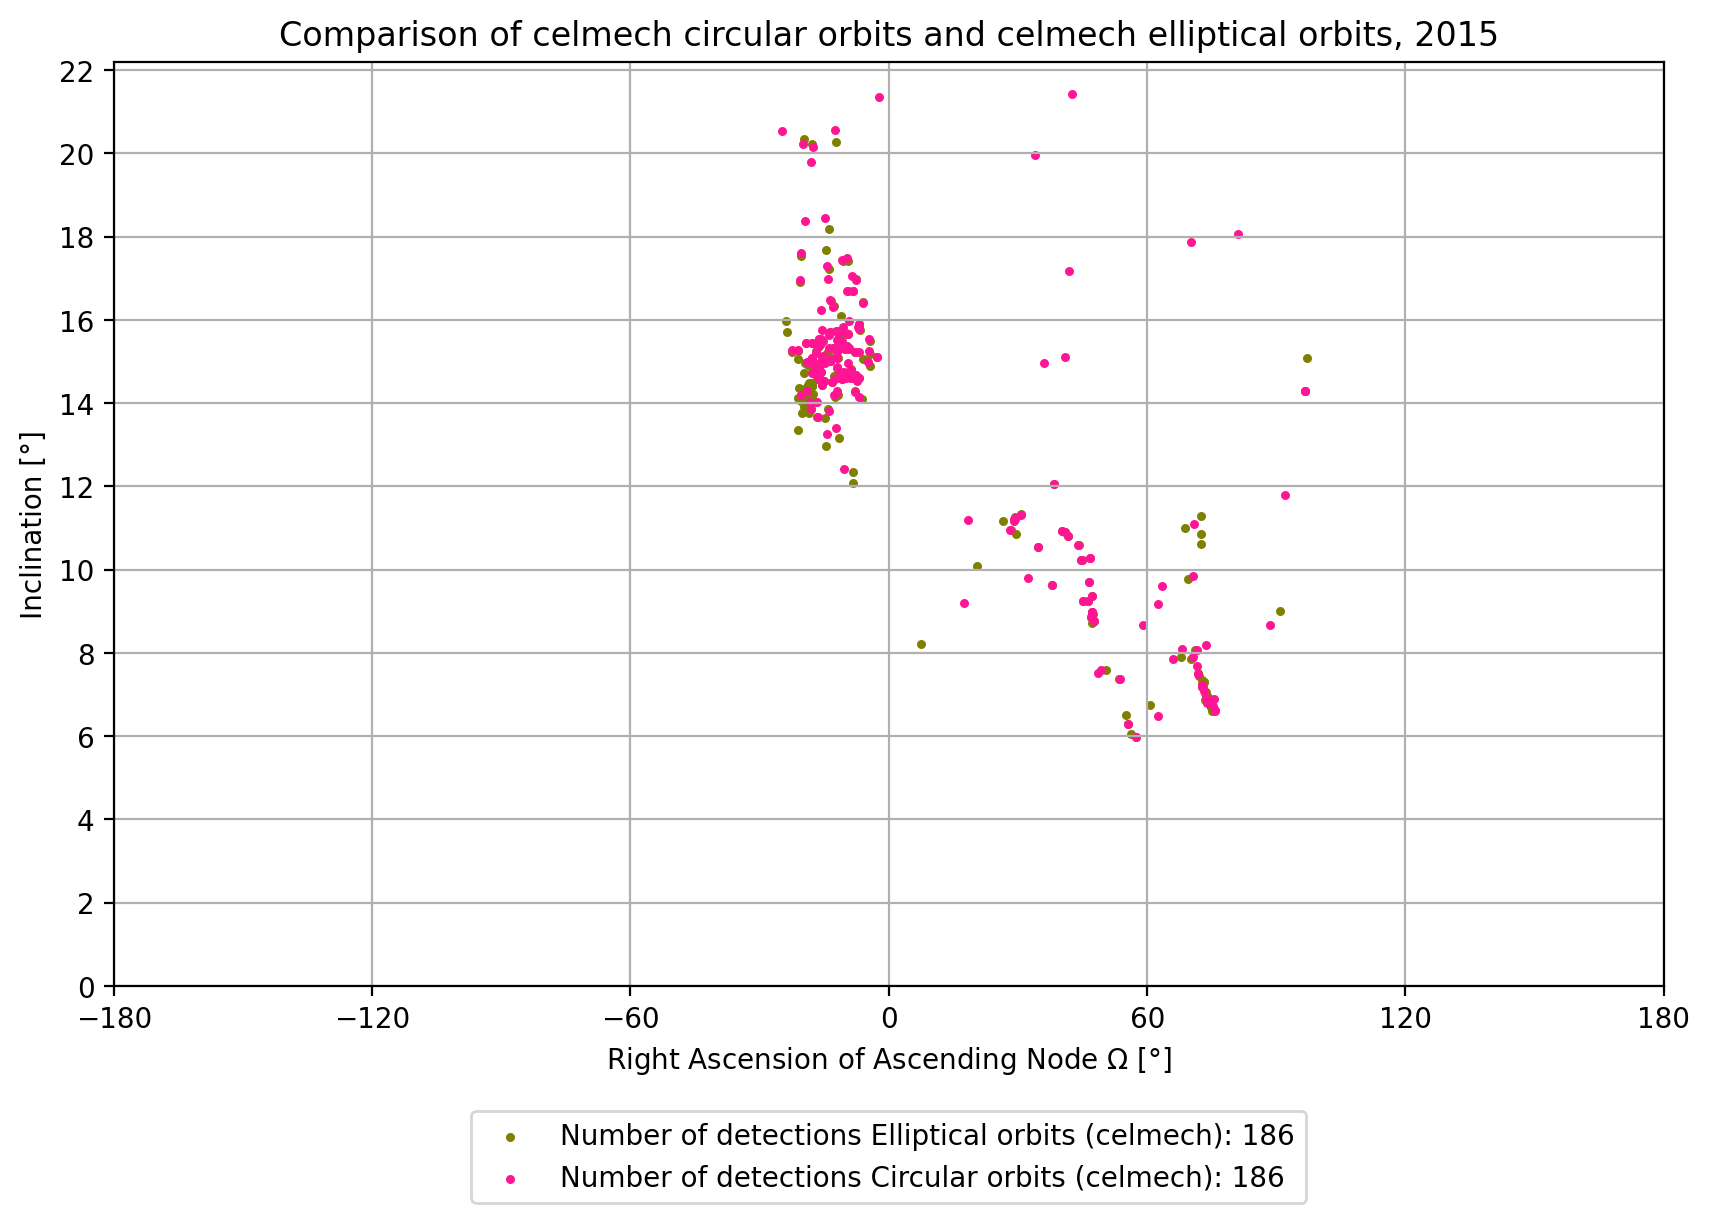 Comparison of celmech circular orbits and celmech elliptical orbits, 2015
22
20
18
16
14
12
10
8
6
4
2
0
Inclination [°]
−180 −120 −60 0 60 120 180
Right Ascension of Ascending Node Ω [°]
Number of detections Elliptical orbits (celmech): 186
Number of detections Circular orbits (celmech): 186